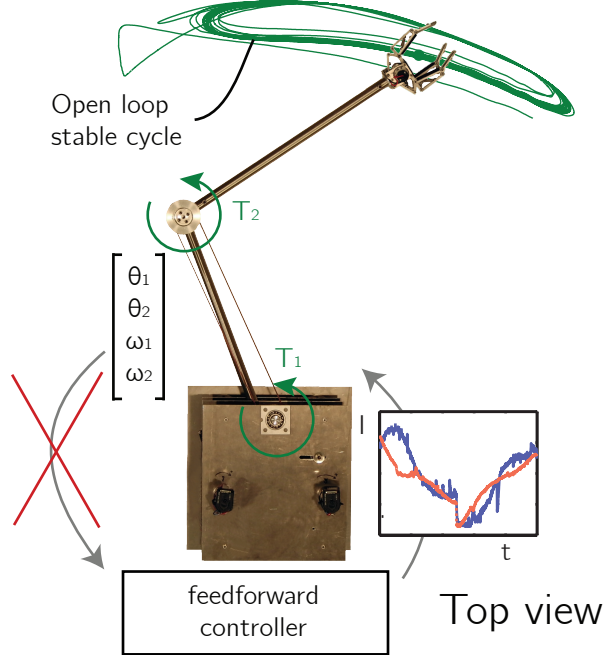 Open loop
stable cycle
T2
θ1
θ2
ω1
ω2
T1
I
t
feedforward
controller
Top view